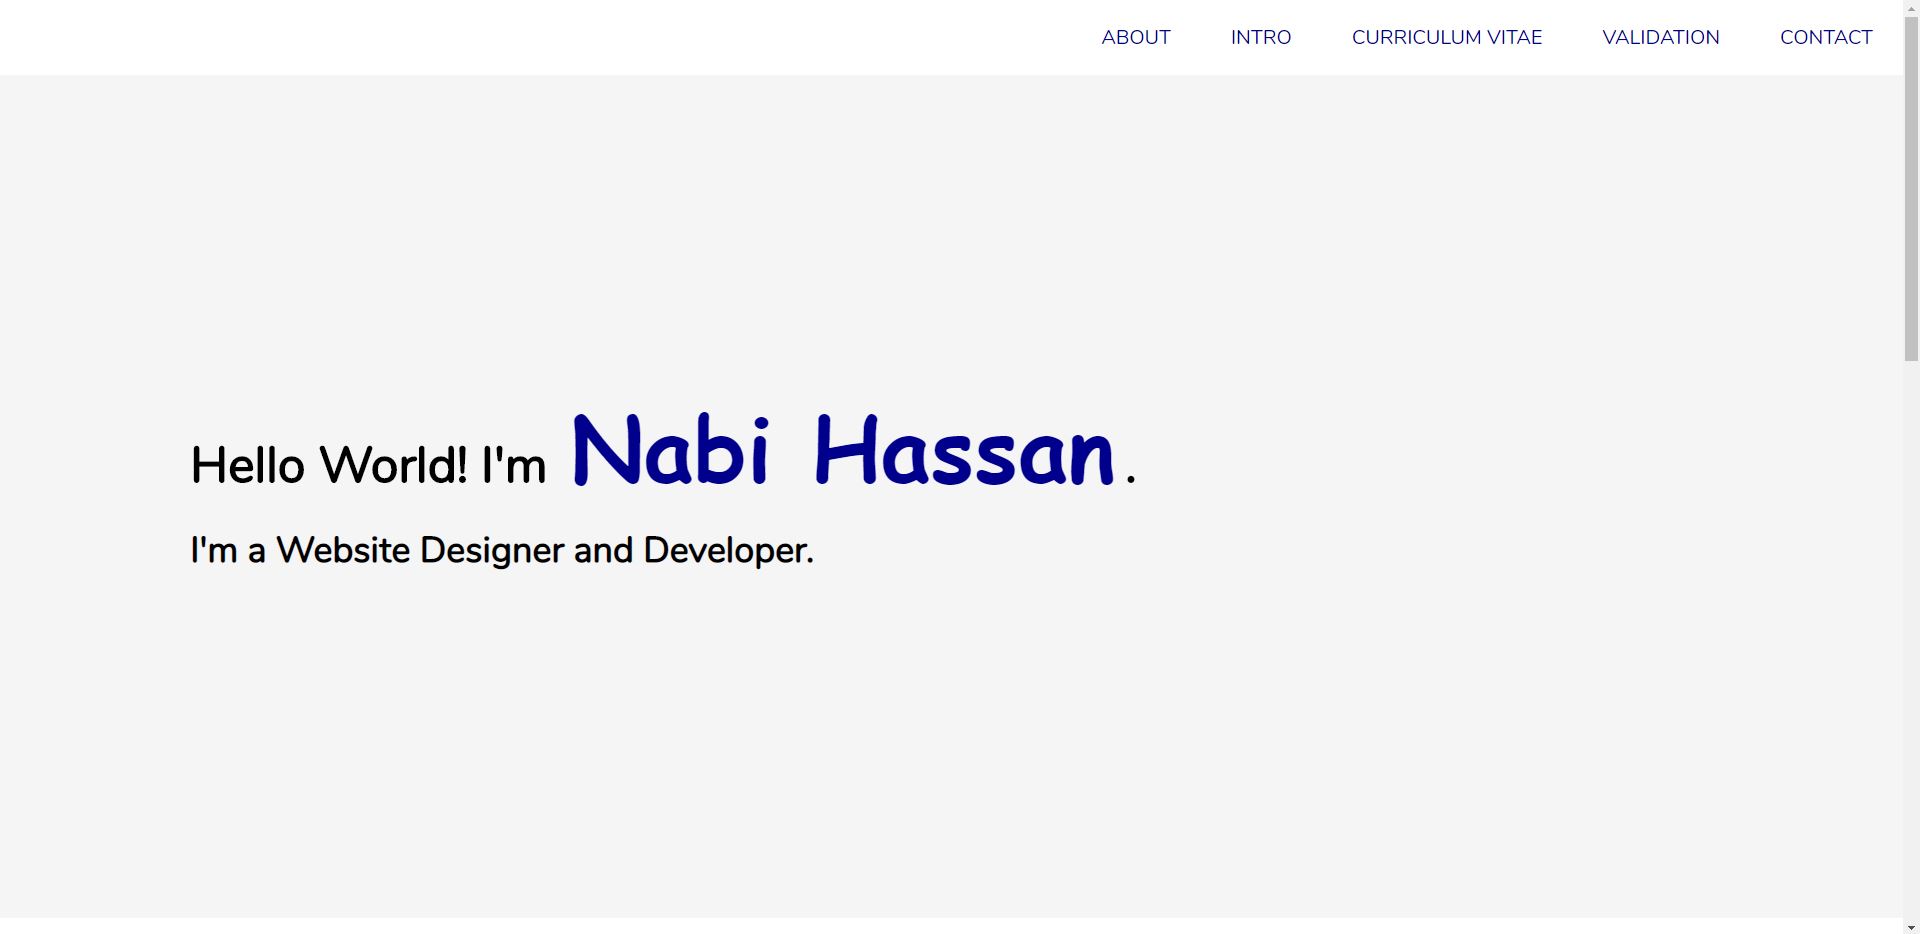 ABOUT INTRO CURRICULUM VITAE VALIDATION CONTACT
Hello World! I'm Nabi Hassan.
I'm a Website Designer and Developer.